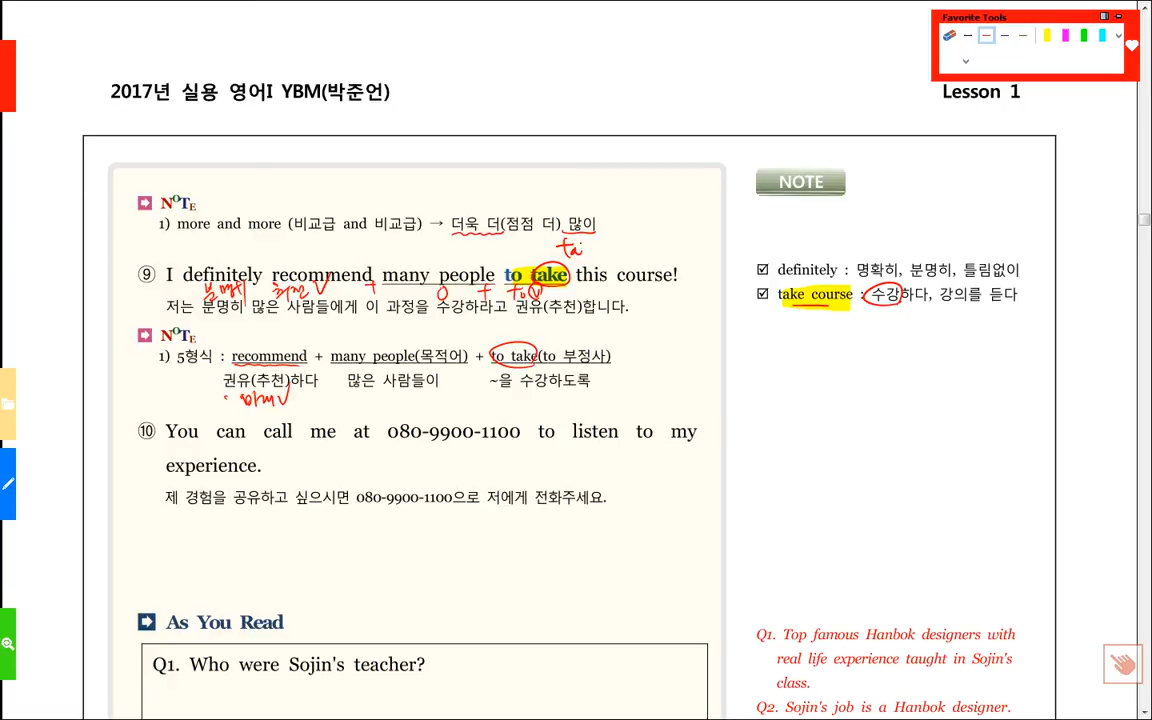 Favorite Tools
2017년 실용 영어I YBM(박준언)
Lesson 1
NOTE
1) more and more (비교급 and 비교급) → 더욱 더(점점 더) 많이
⑨ I definitely recommend many people to take this course!
분명히 추천 V + O + to V
저는 분명히 많은 사람들에게 이 과정을 수강하라고 권유(추천)합니다.
NOTE
1) 5형식 : recommend + many people(목적어) + to take(to 부정사)
권유(추천)하다 많은 사람들이 ~을 수강하도록
⑩ You can call me at 080-9900-1100 to listen to my
experience.
제 경험을 공유하고 싶으시면 080-9900-1100으로 저에게 전화주세요.
As You Read
Q1. Who were Sojin's teacher?
NOTE
☑ definitely : 명확히, 분명히, 틀림없이
☑ take course : 수강하다, 강의를 듣다
Q1. Top famous Hanbok designers with
real life experience taught in Sojin's
class.
Q2. Sojin's job is a Hanbok designer.